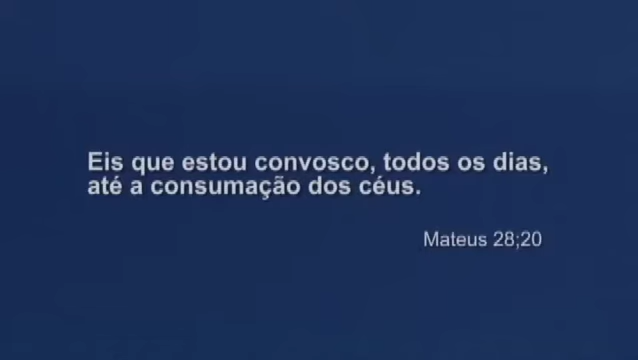 Eis que estou convosco, todos os dias,
até a consumação dos céus.
Mateus 28;20